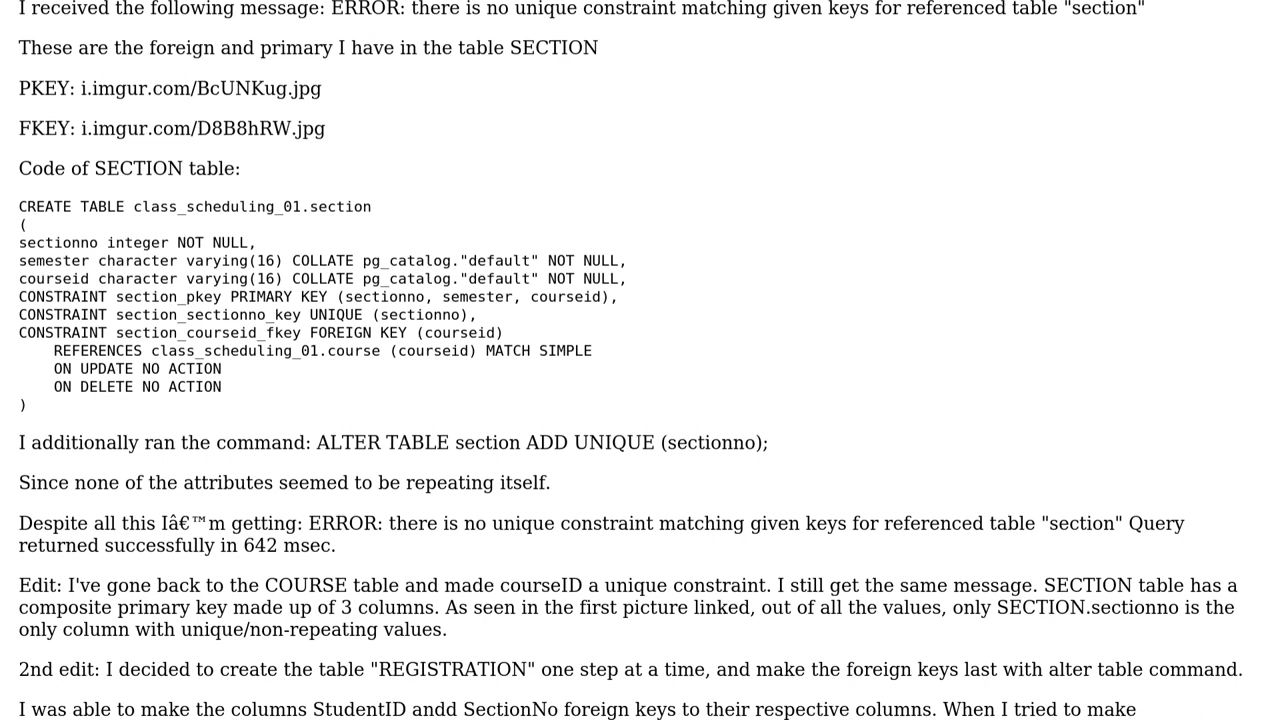 I received the following message: ERROR: there is no unique constraint matching given keys for referenced table "section"
These are the foreign and primary I have in the table SECTION
PKEY: i.imgur.com/BcUNKug.jpg
FKEY: i.imgur.com/D8B8hRW.jpg
Code of SECTION table:
CREATE TABLE class_scheduling_01.section
(
sectionno integer NOT NULL,
semester character varying(16) COLLATE pg_catalog."default" NOT NULL,
courseid character varying(16) COLLATE pg_catalog."default" NOT NULL,
CONSTRAINT section_pkey PRIMARY KEY (sectionno, semester, courseid),
CONSTRAINT section_sectionno_key UNIQUE (sectionno),
CONSTRAINT section_courseid_fkey FOREIGN KEY (courseid)
    REFERENCES class_scheduling_01.course (courseid) MATCH SIMPLE
    ON UPDATE NO ACTION
    ON DELETE NO ACTION
)
I additionally ran the command: ALTER TABLE section ADD UNIQUE (sectionno);
Since none of the attributes seemed to be repeating itself.
Despite all this Iâ€™m getting: ERROR: there is no unique constraint matching given keys for referenced table "section" Query
returned successfully in 642 msec.
Edit: I've gone back to the COURSE table and made courseID a unique constraint. I still get the same message. SECTION table has a
composite primary key made up of 3 columns. As seen in the first picture linked, out of all the values, only SECTION.sectionno is the
only column with unique/non-repeating values.
2nd edit: I decided to create the table "REGISTRATION" one step at a time, and make the foreign keys last with alter table command.
I was able to make the columns StudentID andd SectionNo foreign keys to their respective columns. When I tried to make